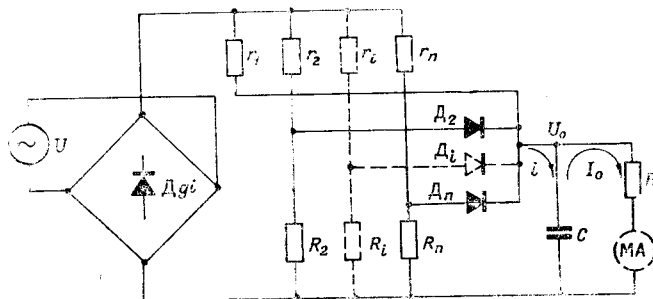 r₁ r₂ rᵢ rₙ
Д₂
U Дgi Дᵢ U₀
Дₙ i I₀
R₂ Rᵢ Rₙ C
MA